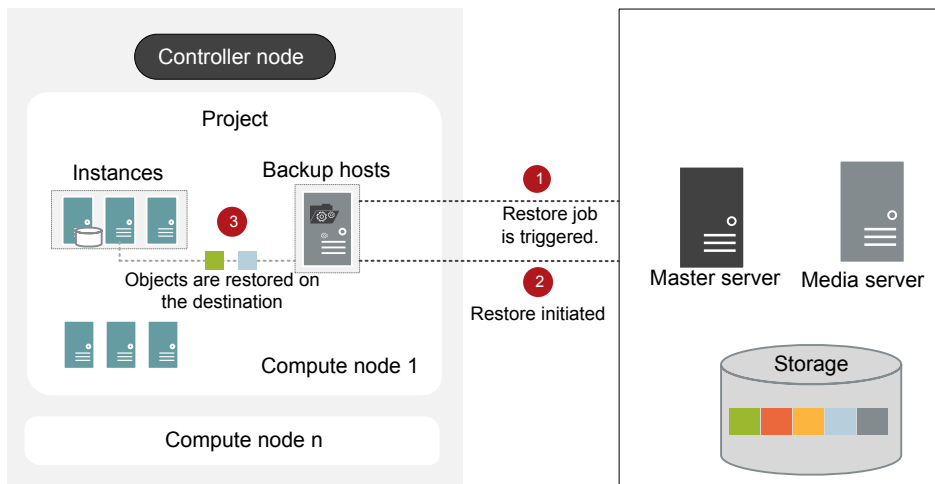 Controller node
Project
Instances
Backup hosts
3
Objects are restored on
the destination
Compute node 1
Compute node n
1
Restore job
is triggered.
2
Restore initiated
Master server
Media server
Storage